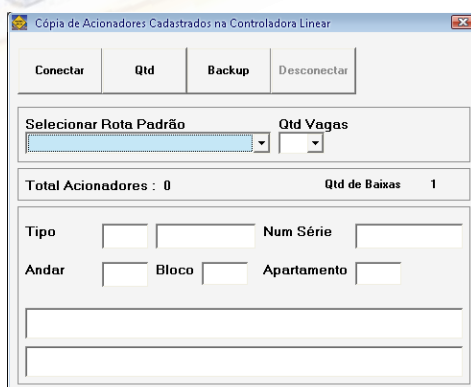 Cópia de Acionadores Cadastrados na Controladora Linear
Conectar Qtd Backup Desconectar
Selecionar Rota Padrão Qtd Vagas
Total Acionadores : 0 Qtd de Baixas 1
Tipo Num Série
Andar Bloco Apartamento